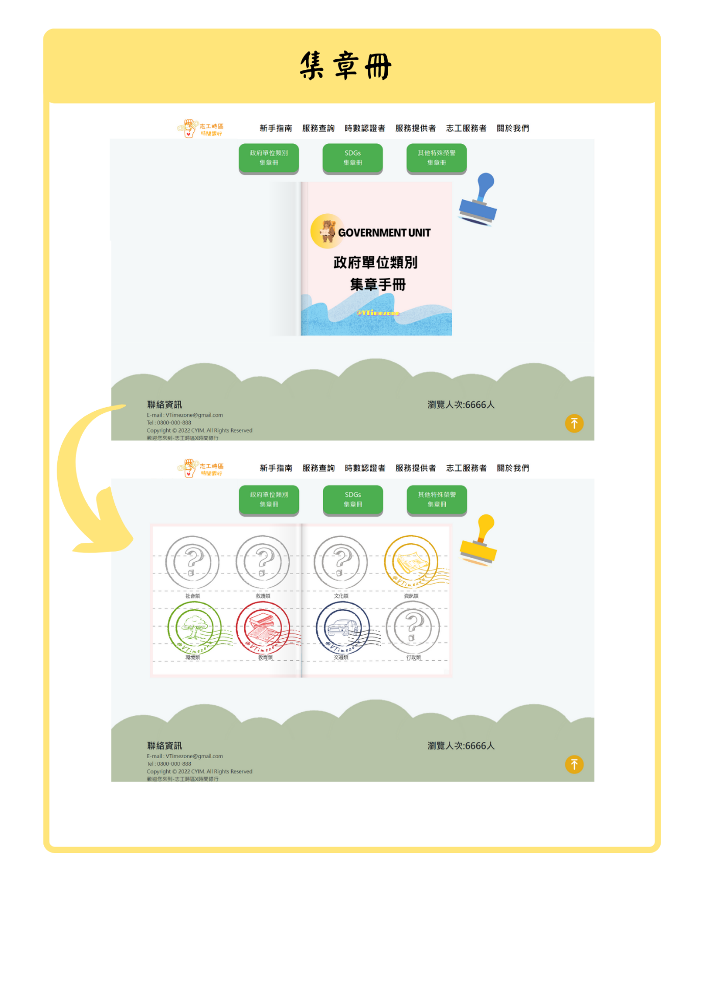 集章冊
志工時區
時間銀行
新手指南 服務查詢 時數認證者 服務提供者 志工服務者 關於我們
政府單位類別
集章冊
SDGs
集章冊
其他特殊榮譽
集章冊
GOVERNMENT UNIT
政府單位類別
集章手冊
@VTimezone
聯絡資訊
瀏覽人次:6666人
E-mail : VTimezone@gmail.com
Tel : 0800-000-888
Copyright © 2022 CYIM. All Rights Reserved
歡迎您來到-志工時區X時間銀行
志工時區
時間銀行
新手指南 服務查詢 時數認證者 服務提供者 志工服務者 關於我們
政府單位類別
集章冊
SDGs
集章冊
其他特殊榮譽
集章冊
? ? ?
@VTimezone
社會類 救護類 文化類 資訊類
?
@VTimezone @VTimezone @VTimezone
環境類 教育類 交通類 行政類
聯絡資訊
瀏覽人次:6666人
E-mail : VTimezone@gmail.com
Tel : 0800-000-888
Copyright © 2022 CYIM. All Rights Reserved
歡迎您來到-志工時區X時間銀行